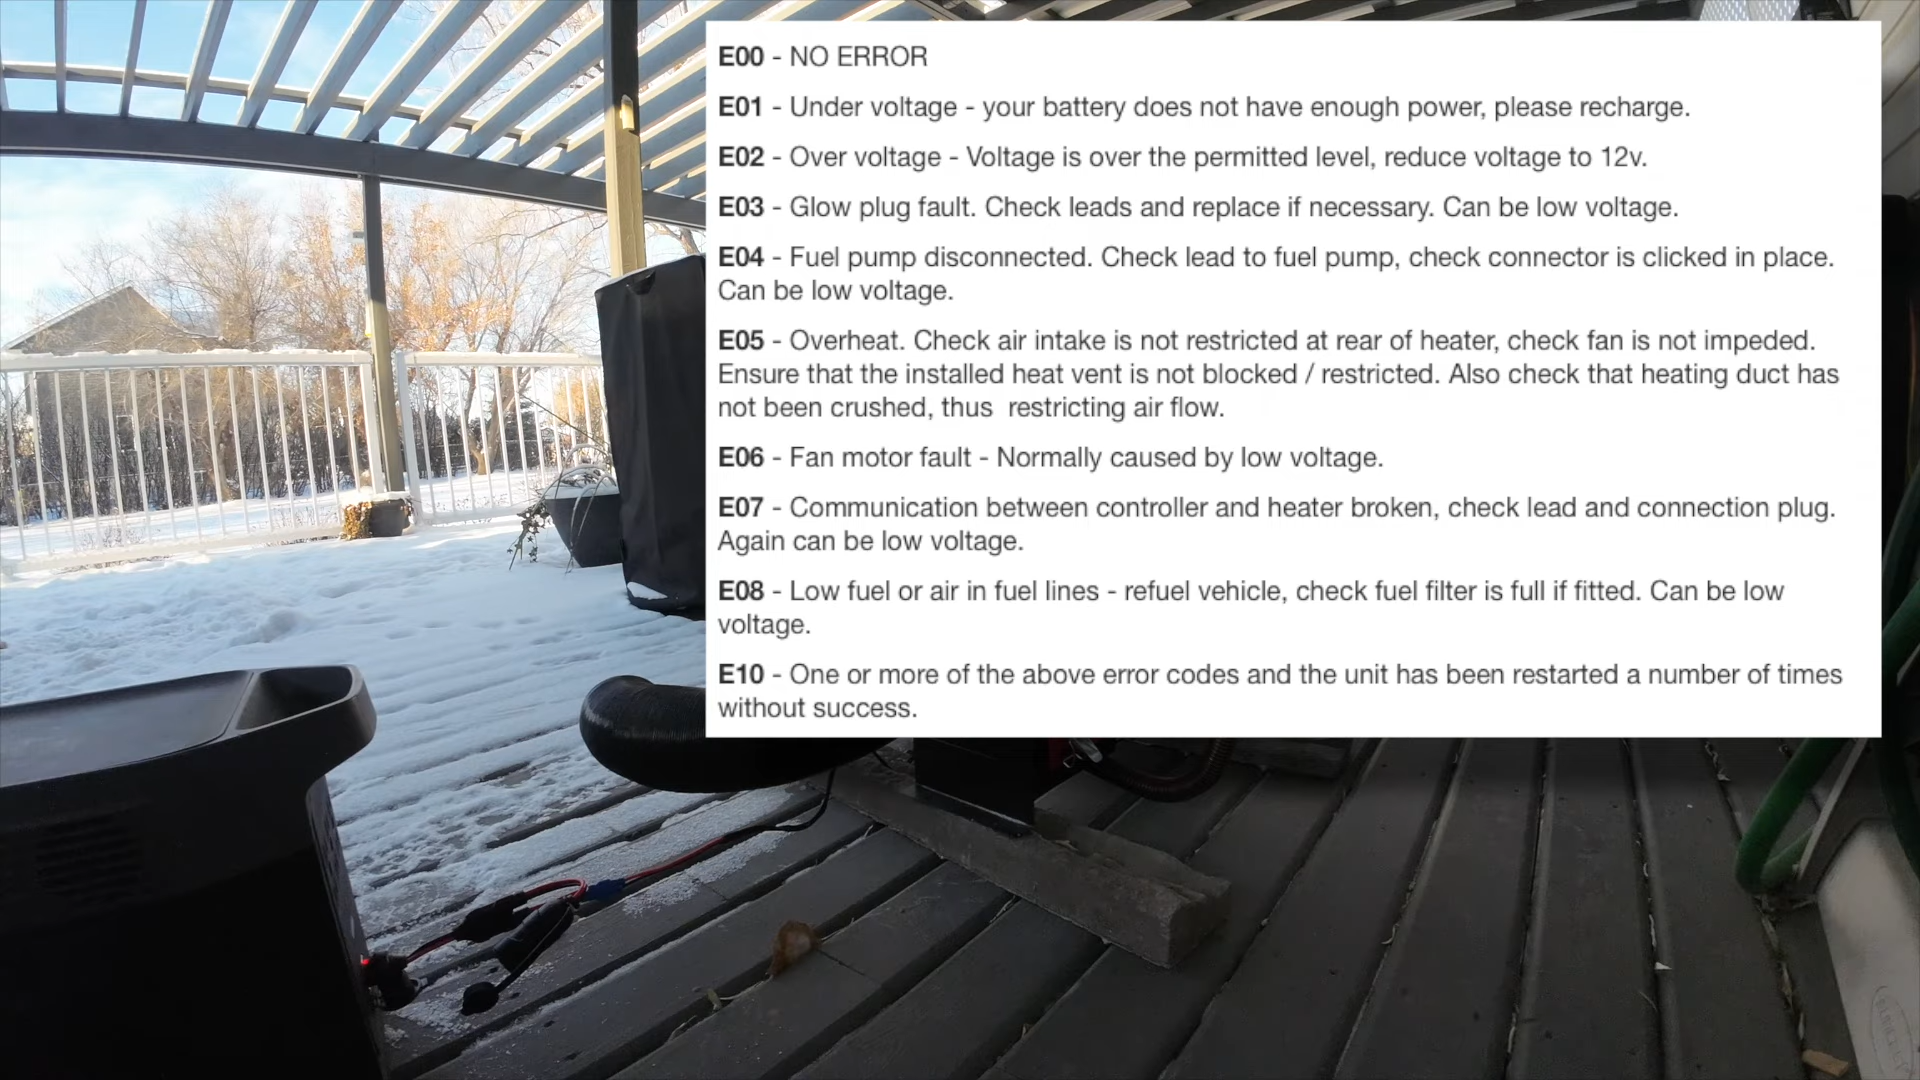 E00 - NO ERROR
E01 - Under voltage - your battery does not have enough power, please recharge.
E02 - Over voltage - Voltage is over the permitted level, reduce voltage to 12v.
E03 - Glow plug fault. Check leads and replace if necessary. Can be low voltage.
E04 - Fuel pump disconnected. Check lead to fuel pump, check connector is clicked in place.
Can be low voltage.
E05 - Overheat. Check air intake is not restricted at rear of heater, check fan is not impeded.
Ensure that the installed heat vent is not blocked / restricted. Also check that heating duct has
not been crushed, thus  restricting air flow.
E06 - Fan motor fault - Normally caused by low voltage.
E07 - Communication between controller and heater broken, check lead and connection plug.
Again can be low voltage.
E08 - Low fuel or air in fuel lines - refuel vehicle, check fuel filter is full if fitted. Can be low
voltage.
E10 - One or more of the above error codes and the unit has been restarted a number of times
without success.